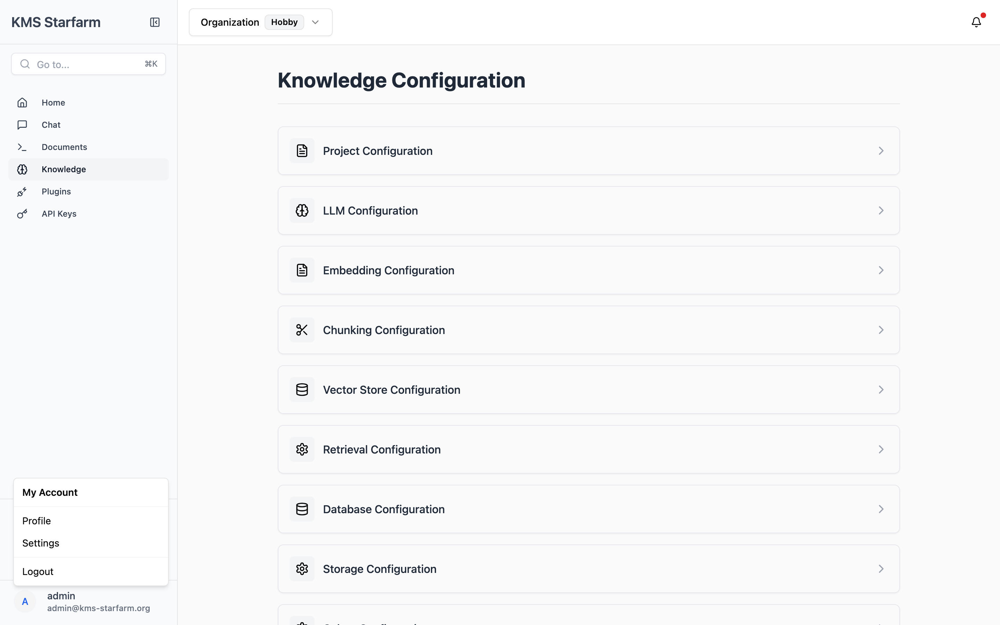 KMS Starfarm
Organization Hobby
Go to... ⌘K
Home
Chat
Documents
Knowledge
Plugins
API Keys
My Account
Profile
Settings
Logout
A
admin
admin@kms-starfarm.org
Knowledge Configuration
Project Configuration
LLM Configuration
Embedding Configuration
Chunking Configuration
Vector Store Configuration
Retrieval Configuration
Database Configuration
Storage Configuration